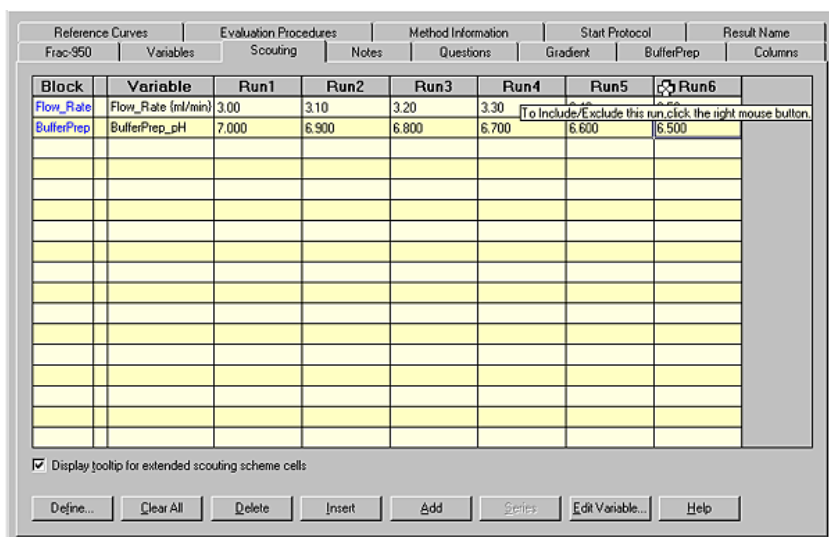 Reference Curves Evaluation Procedures Method Information Start Protocol Result Name
Frac-950 Variables Scouting Notes Questions Gradient BufferPrep Columns
Block Variable Run1 Run2 Run3 Run4 Run5 Run6
Flow_Rate Flow_Rate {ml/min} 3.00 3.10 3.20 3.30
To Include/Exclude this run,click the right mouse button.
BufferPrep BufferPrep_pH 7.000 6.900 6.800 6.700 6.600 6.500
Display tooltip for extended scouting scheme cells
Define... Clear All Delete Insert Add Series Edit Variable... Help